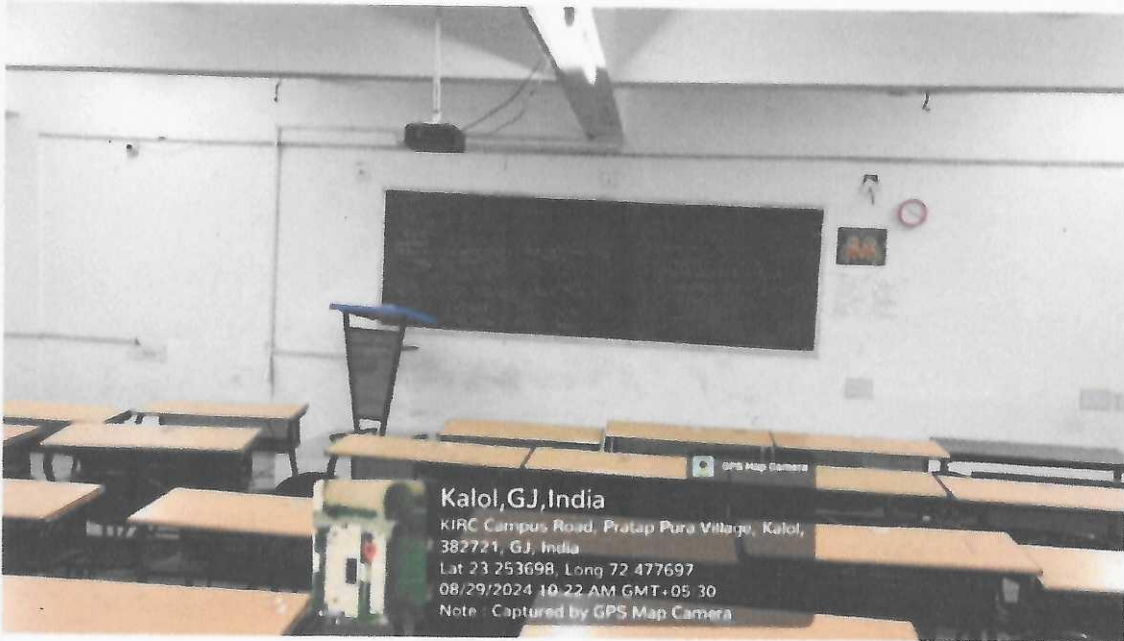 GPS Map Camera
Kalol,GJ,India
KIRC Campus Road, Pratap Pura Village, Kalol,
382721, GJ, India
Lat 23 253698, Long 72 477697
08/29/2024 10 22 AM GMT+05 30
Note : Captured by GPS Map Camera